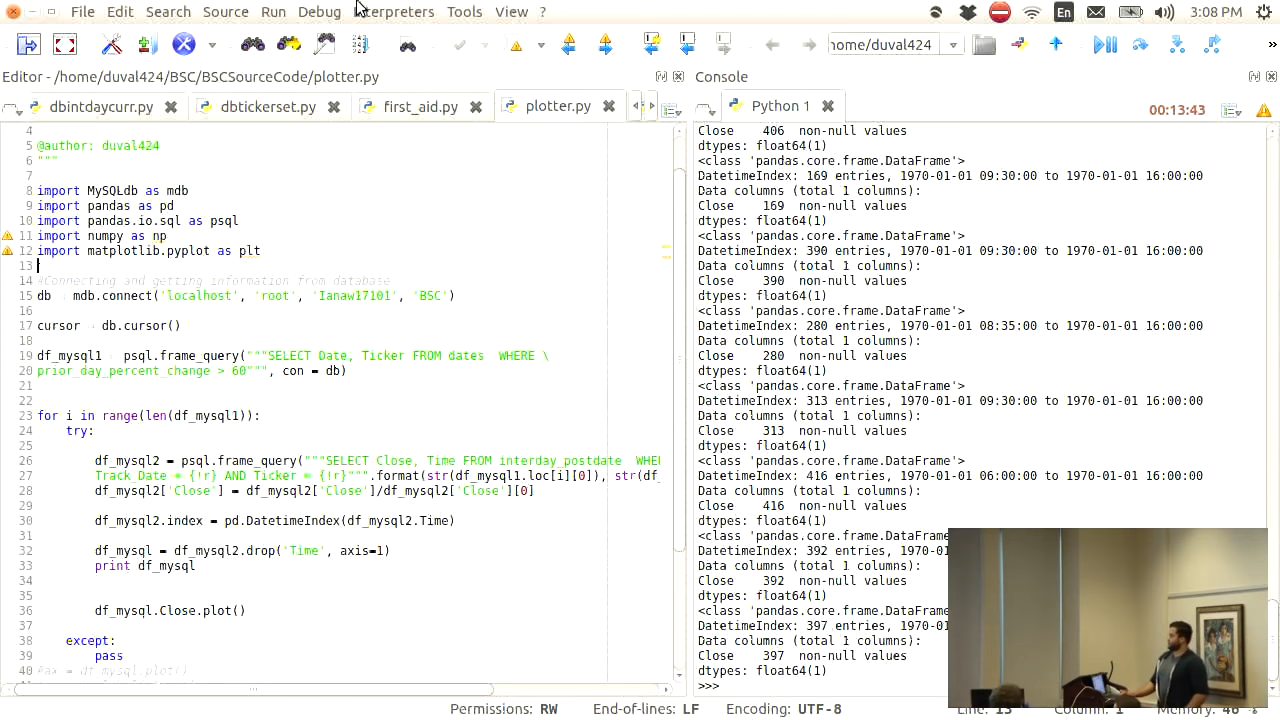 File Edit Search Source Run Debug Interpreters Tools View ?
En 3:08 PM
home/duval424
»
Editor - /home/duval424/BSC/BSCSourceCode/plotter.py
dbintdaycurr.py dbtickerset.py first_aid.py plotter.py
4
5 @author: duval424
6 """
7
8 import MySQLdb as mdb
9 import pandas as pd
10 import pandas.io.sql as psql
11 import numpy as np
12 import matplotlib.pyplot as plt
13
14 #Connecting and getting information from database
15 db mdb.connect('localhost', 'root', 'Ianaw17101', 'BSC')
16
17 cursor db.cursor()
18
19 df_mysql1 psql.frame_query("""SELECT Date, Ticker FROM dates WHERE \
20 prior_day_percent_change > 60""", con = db)
21
22
23 for i in range(len(df_mysql1)):
24 try:
25
26 df_mysql2 = psql.frame_query("""SELECT Close, Time FROM interday_postdate WHE
27 Track_Date = {!r} AND Ticker = {!r}""".format(str(df_mysql1.loc[i][0]), str(df_
28 df_mysql2['Close'] = df_mysql2['Close']/df_mysql2['Close'][0]
29
30 df_mysql2.index = pd.DatetimeIndex(df_mysql2.Time)
31
32 df_mysql = df_mysql2.drop('Time', axis=1)
33 print df_mysql
34
35
36 df_mysql.Close.plot()
37
38 except:
39 pass
40 #ax = df_mysql.plot()
Console
Python 1
00:13:43
Close 406 non-null values
dtypes: float64(1)
<class 'pandas.core.frame.DataFrame'>
DatetimeIndex: 169 entries, 1970-01-01 09:30:00 to 1970-01-01 16:00:00
Data columns (total 1 columns):
Close 169 non-null values
dtypes: float64(1)
<class 'pandas.core.frame.DataFrame'>
DatetimeIndex: 390 entries, 1970-01-01 09:30:00 to 1970-01-01 16:00:00
Data columns (total 1 columns):
Close 390 non-null values
dtypes: float64(1)
<class 'pandas.core.frame.DataFrame'>
DatetimeIndex: 280 entries, 1970-01-01 08:35:00 to 1970-01-01 16:00:00
Data columns (total 1 columns):
Close 280 non-null values
dtypes: float64(1)
<class 'pandas.core.frame.DataFrame'>
DatetimeIndex: 313 entries, 1970-01-01 09:30:00 to 1970-01-01 16:00:00
Data columns (total 1 columns):
Close 313 non-null values
dtypes: float64(1)
<class 'pandas.core.frame.DataFrame'>
DatetimeIndex: 416 entries, 1970-01-01 06:00:00 to 1970-01-01 16:00:00
Data columns (total 1 columns):
Close 416 non-null values
dtypes: float64(1)
<class 'pandas.core.frame.DataFra
DatetimeIndex: 392 entries, 1970-01
Data columns (total 1 columns):
Close 392 non-null values
dtypes: float64(1)
<class 'pandas.core.frame.DataFra
DatetimeIndex: 397 entries, 1970-01
Data columns (total 1 columns):
Close 397 non-null values
dtypes: float64(1)
>>>
Permissions: RW End-of-lines: LF Encoding: UTF-8 Line: 13 Column: 1 Memory: 46 %